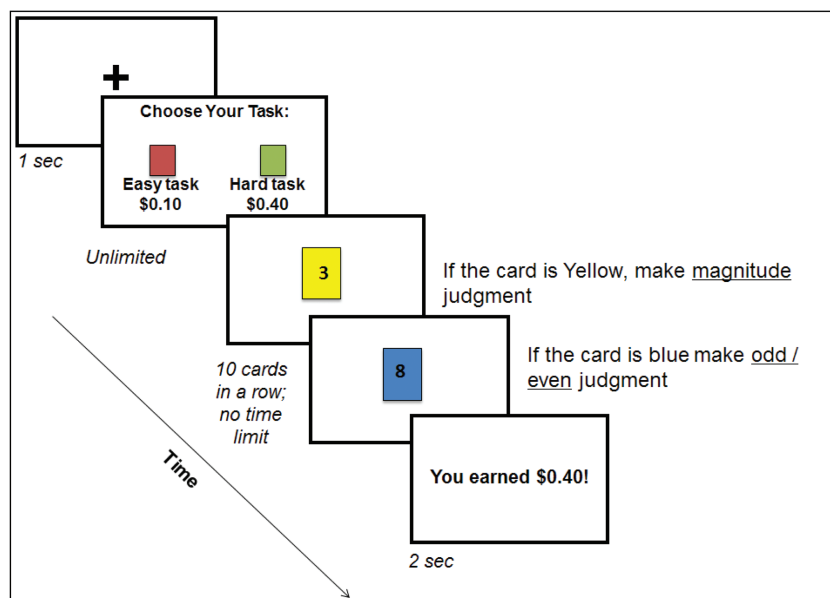 +
1 sec
Choose Your Task:
Easy task
$0.10
Hard task
$0.40
Unlimited
3
If the card is Yellow, make magnitude
judgment
10 cards
in a row;
no time
limit
8
If the card is blue make odd /
even judgment
You earned $0.40!
2 sec
Time